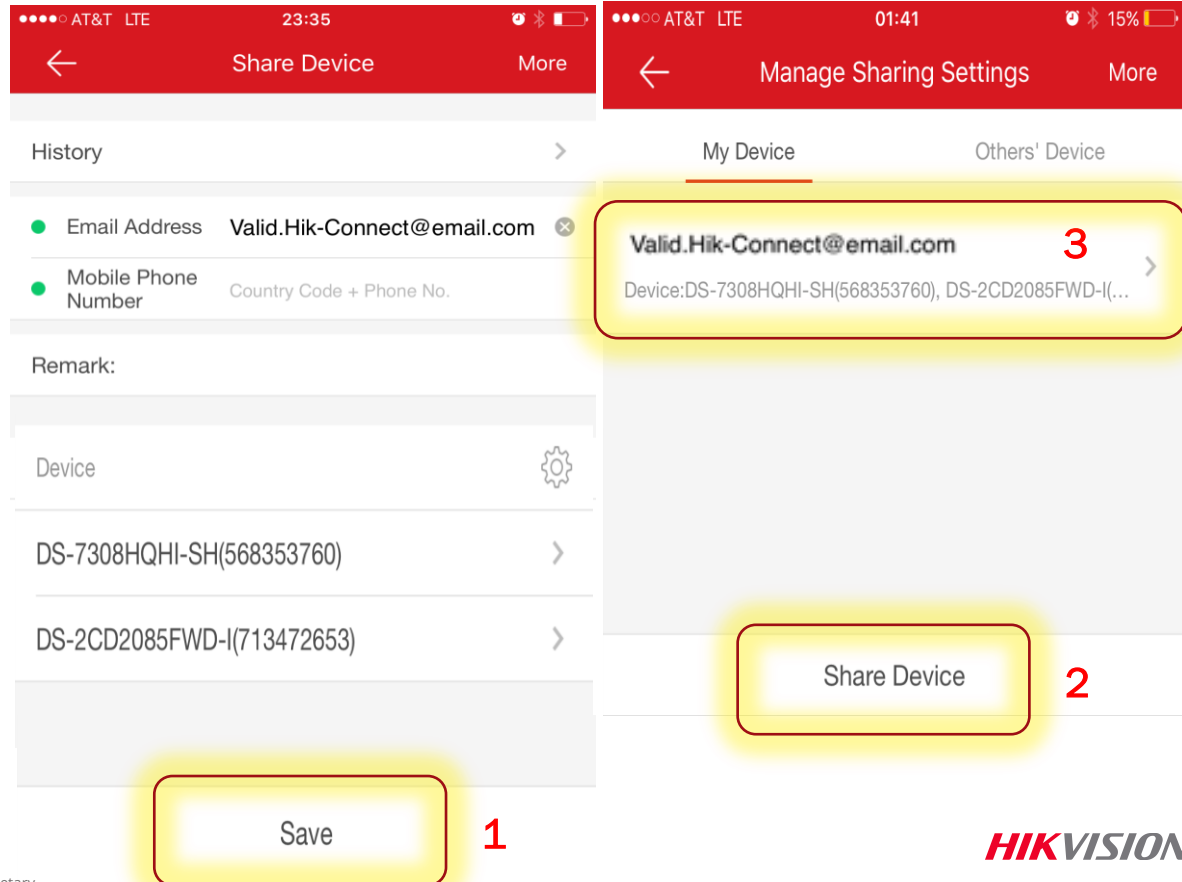 AT&T LTE 23:35
Share Device More
History
Email Address Valid.Hik-Connect@email.com
Mobile Phone
Number
Country Code + Phone No.
Remark:
Device
DS-7308HQHI-SH(568353760)
DS-2CD2085FWD-I(713472653)
Save 1
AT&T LTE 01:41 15%
Manage Sharing Settings More
My Device Others' Device
Valid.Hik-Connect@email.com 3
Device:DS-7308HQHI-SH(568353760), DS-2CD2085FWD-I(...
Share Device 2
HIKVISION